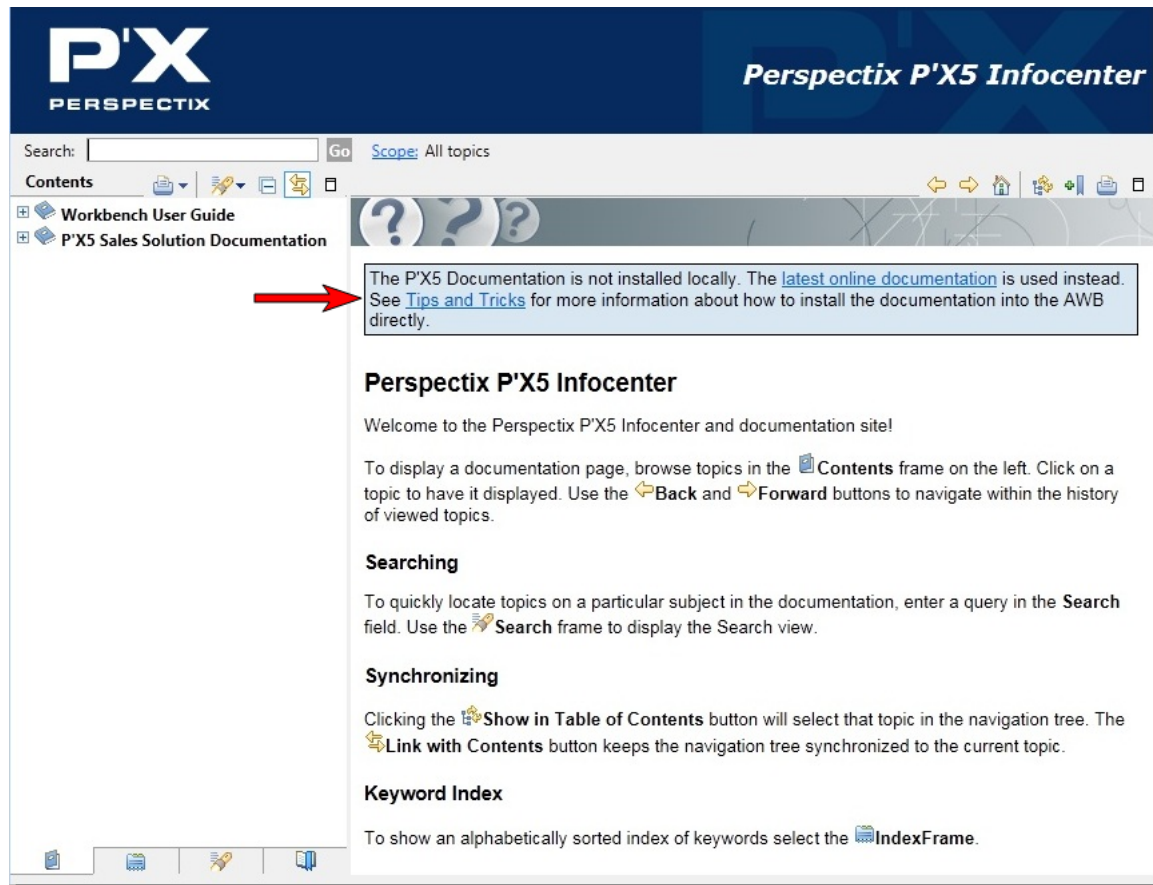 P'X
PERSPECTIX
Perspectix P'X5 Infocenter
Search:
Go
Scope: All topics
Contents
Workbench User Guide
P'X5 Sales Solution Documentation
The P'X5 Documentation is not installed locally. The latest online documentation is used instead.
See Tips and Tricks for more information about how to install the documentation into the AWB
directly.
Perspectix P'X5 Infocenter
Welcome to the Perspectix P'X5 Infocenter and documentation site!
To display a documentation page, browse topics in the Contents frame on the left. Click on a
topic to have it displayed. Use the Back and Forward buttons to navigate within the history
of viewed topics.
Searching
To quickly locate topics on a particular subject in the documentation, enter a query in the Search
field. Use the Search frame to display the Search view.
Synchronizing
Clicking the Show in Table of Contents button will select that topic in the navigation tree. The
Link with Contents button keeps the navigation tree synchronized to the current topic.
Keyword Index
To show an alphabetically sorted index of keywords select the IndexFrame.